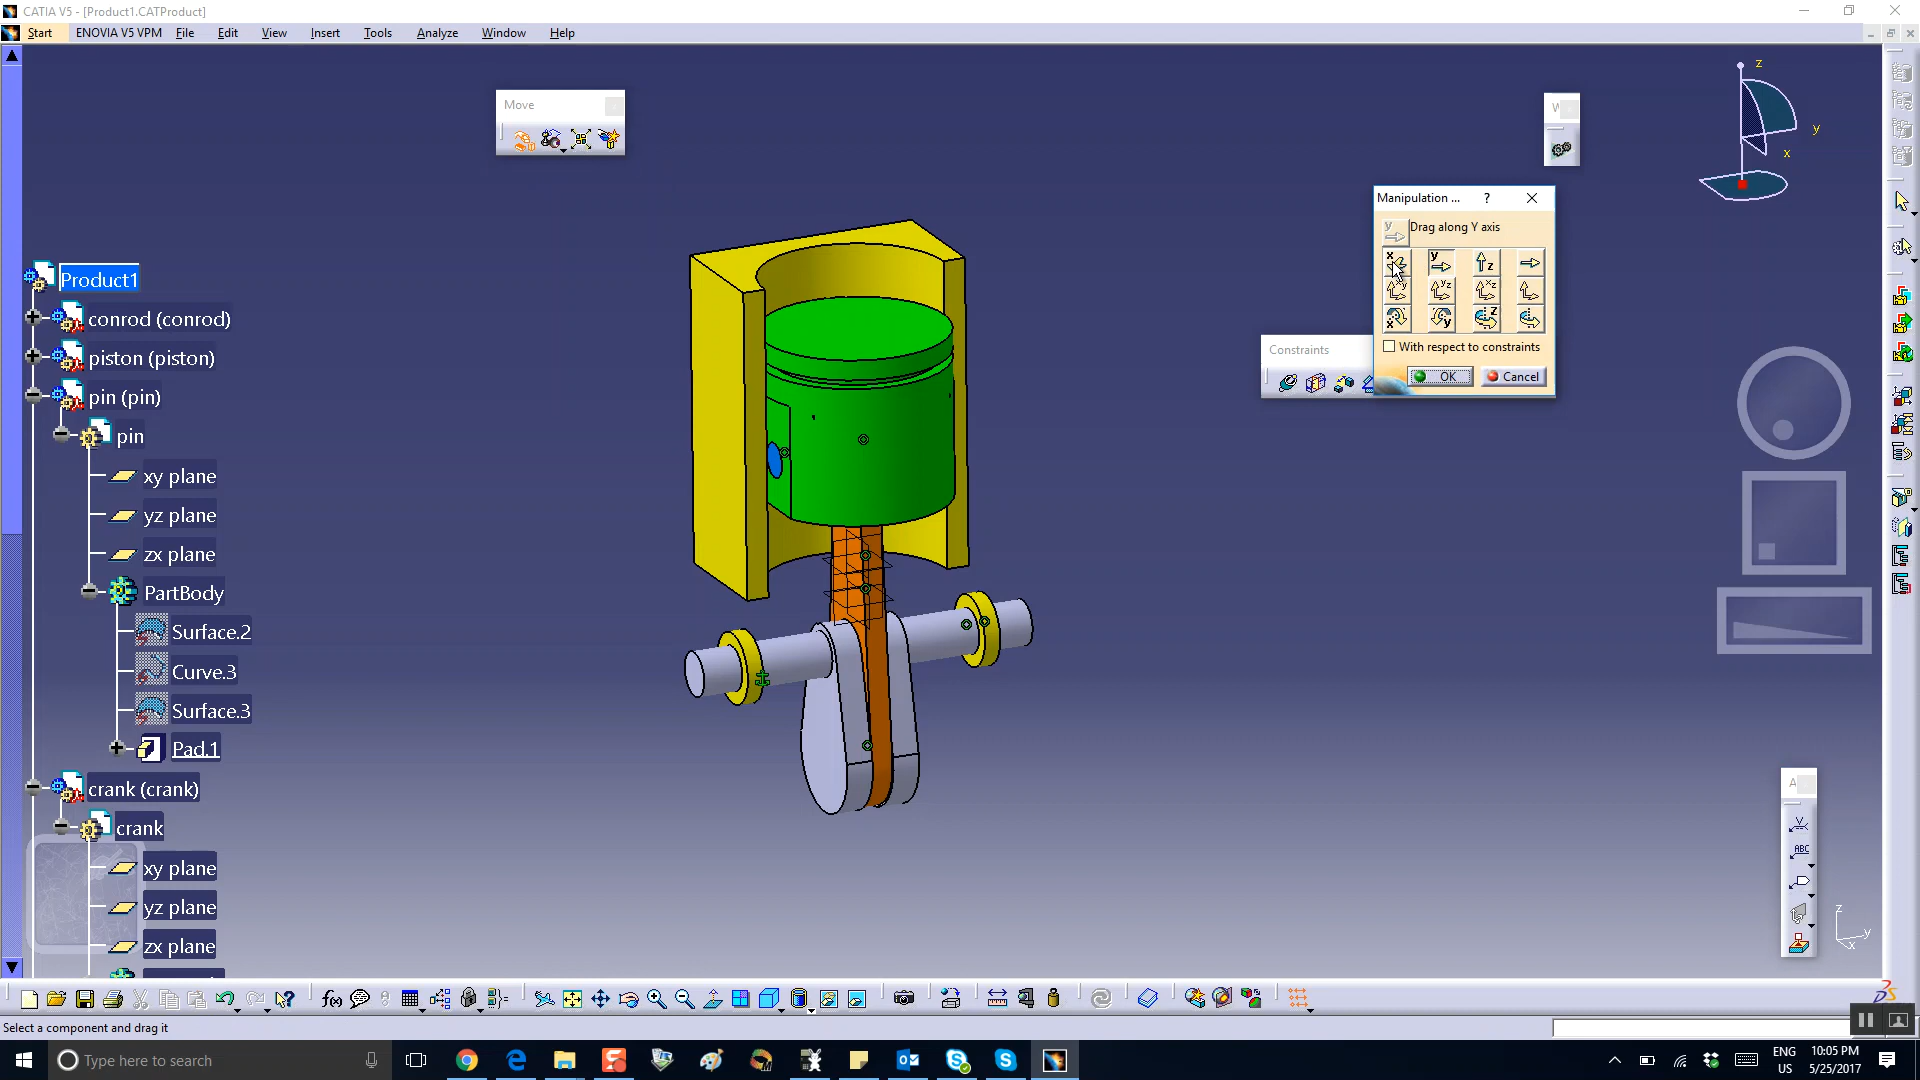 CATIA V5 - [Product1.CATProduct]
Start ENOVIA V5 VPM File Edit View Insert Tools Analyze Window Help
Move
z
y
x
Manipulation ... ?
y Drag along Y axis
x y z
xy yz xz
x y z
With respect to constraints
OK Cancel
Constraints
Product1
conrod (conrod)
piston (piston)
pin (pin)
pin
xy plane
yz plane
zx plane
PartBody
Surface.2
Curve.3
Surface.3
Pad.1
crank (crank)
crank
xy plane
yz plane
zx plane
A
ABC
z
y
x
f(x)
Select a component and drag it
Type here to search
ENG
US
10:05 PM
5/25/2017